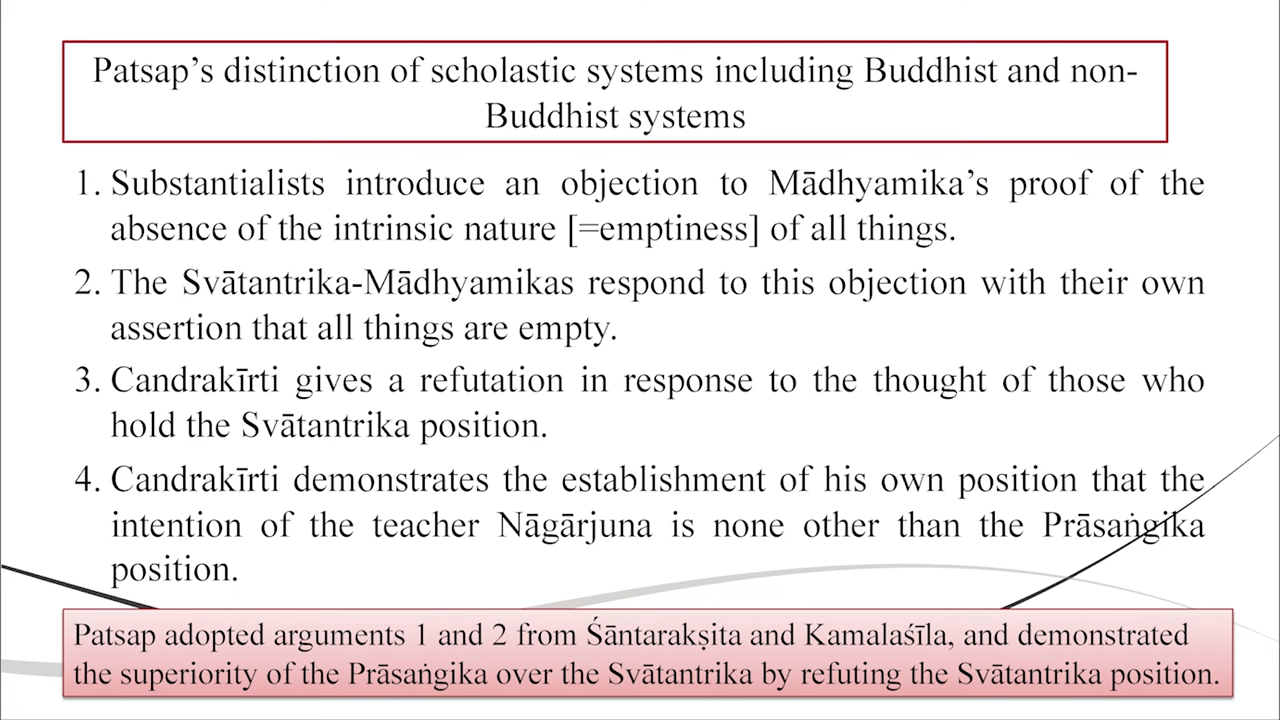 Patsap’s distinction of scholastic systems including Buddhist and non-
Buddhist systems
1. Substantialists introduce an objection to Mādhyamika’s proof of the
absence of the intrinsic nature [=emptiness] of all things.
2. The Svātantrika-Mādhyamikas respond to this objection with their own
assertion that all things are empty.
3. Candrakīrti gives a refutation in response to the thought of those who
hold the Svātantrika position.
4. Candrakīrti demonstrates the establishment of his own position that the
intention of the teacher Nāgārjuna is none other than the Prāsaṅgika
position.
Patsap adopted arguments 1 and 2 from Śāntarakṣita and Kamalaśīla, and demonstrated
the superiority of the Prāsaṅgika over the Svātantrika by refuting the Svātantrika position.